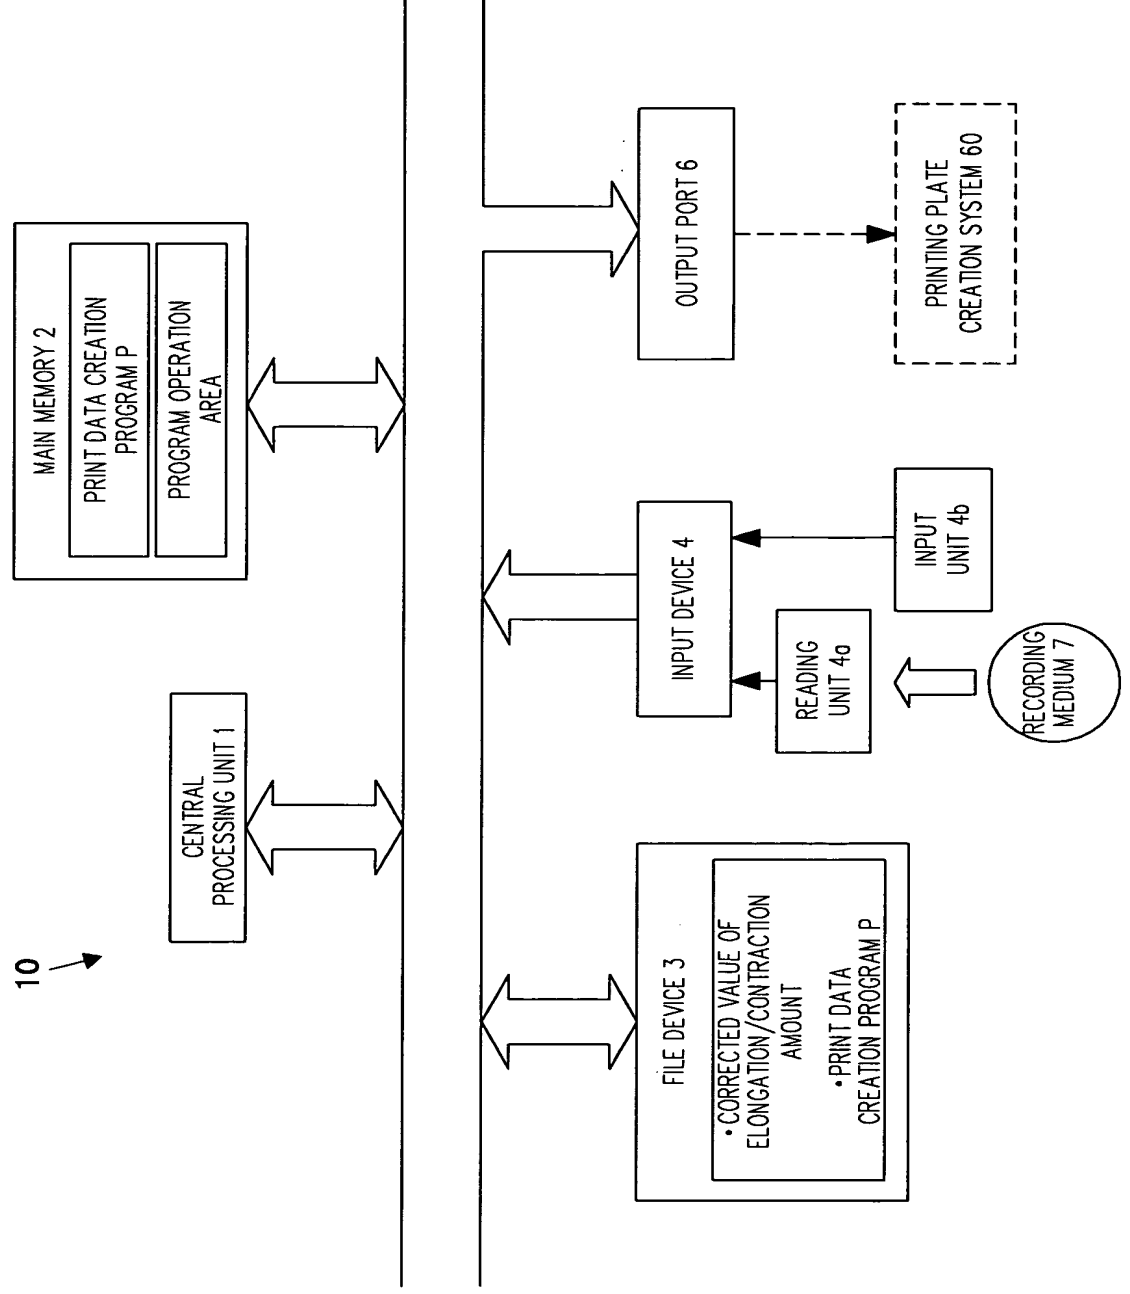 10
CENTRAL
PROCESSING UNIT 1
MAIN MEMORY 2
PRINT DATA CREATION
PROGRAM P
PROGRAM OPERATION
AREA
FILE DEVICE 3
•CORRECTED VALUE OF
ELONGATION/CONTRACTION
AMOUNT
•PRINT DATA
CREATION PROGRAM P
INPUT DEVICE 4
READING
UNIT 4a
INPUT
UNIT 4b
RECORDING
MEDIUM 7
OUTPUT PORT 6
PRINTING PLATE
CREATION SYSTEM 60